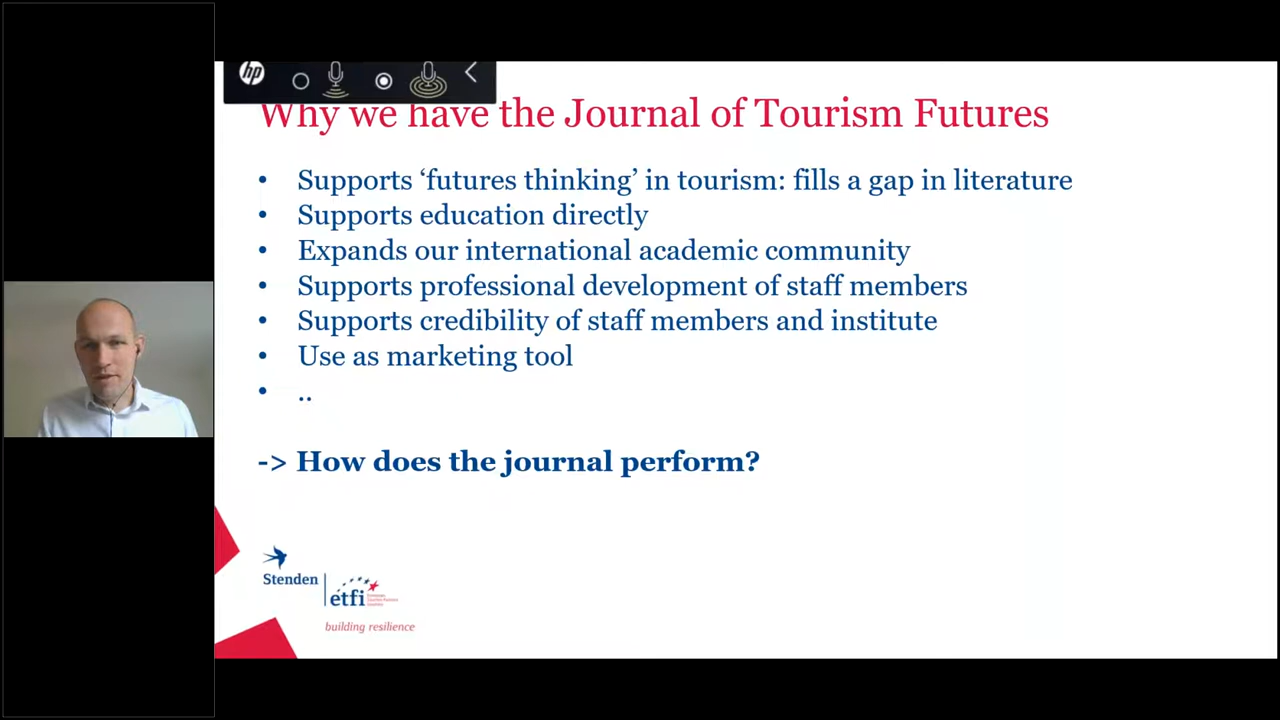 hp
Why we have the Journal of Tourism Futures
• Supports ‘futures thinking’ in tourism: fills a gap in literature
• Supports education directly
• Expands our international academic community
• Supports professional development of staff members
• Supports credibility of staff members and institute
• Use as marketing tool
• ..
-> How does the journal perform?
Stenden
etfi
building resilience